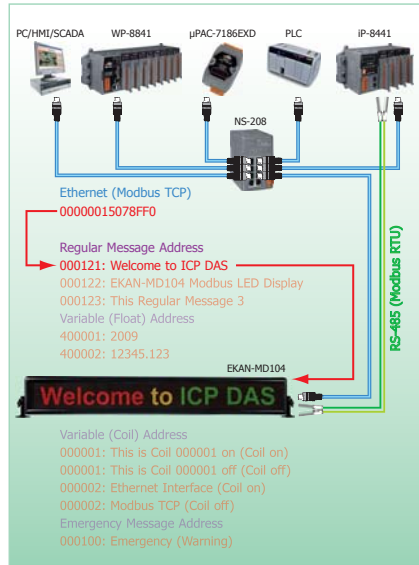 PC/HMI/SCADA WP-8841 µPAC-7186EXD PLC iP-8441
NS-208
Ethernet (Modbus TCP)
00000015078FF0
Regular Message Address
000121: Welcome to ICP DAS
000122: EKAN-MD104 Modbus LED Display
000123: This Regular Message 3
Variable (Float) Address
400001: 2009
400002: 12345.123
RS-485 (Modbus RTU)
EKAN-MD104
Welcome to ICP DAS
Variable (Coil) Address
000001: This is Coil 000001 on (Coil on)
000001: This is Coil 000001 off (Coil off)
000002: Ethernet Interface (Coil on)
000002: Modbus TCP (Coil off)
Emergency Message Address
000100: Emergency (Warning)